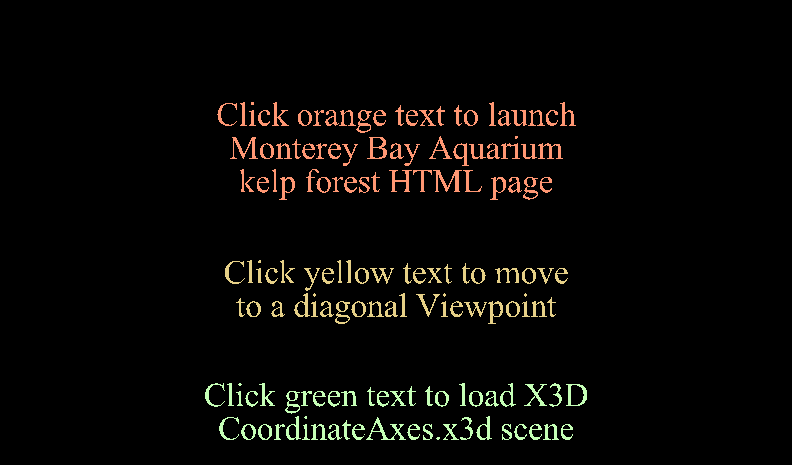 Click orange text to launch
Monterey Bay Aquarium
kelp forest HTML page
Click yellow text to move
to a diagonal Viewpoint
Click green text to load X3D
CoordinateAxes.x3d scene